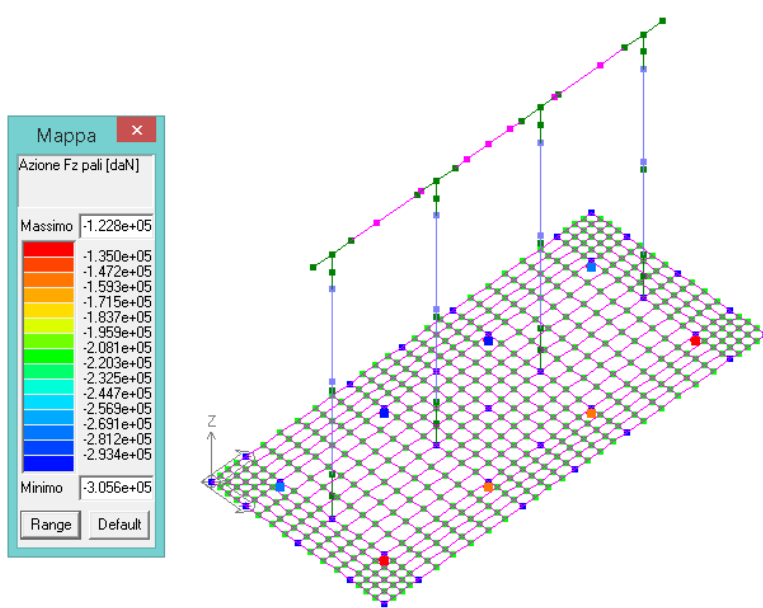 Mappa
Azione Fz pali [daN]
Massimo -1.228e+05
-1.350e+05
-1.472e+05
-1.593e+05
-1.715e+05
-1.837e+05
-1.959e+05
-2.081e+05
-2.203e+05
-2.325e+05
-2.447e+05
-2.569e+05
-2.691e+05
-2.812e+05
-2.934e+05
Minimo -3.056e+05
Range Default
Z